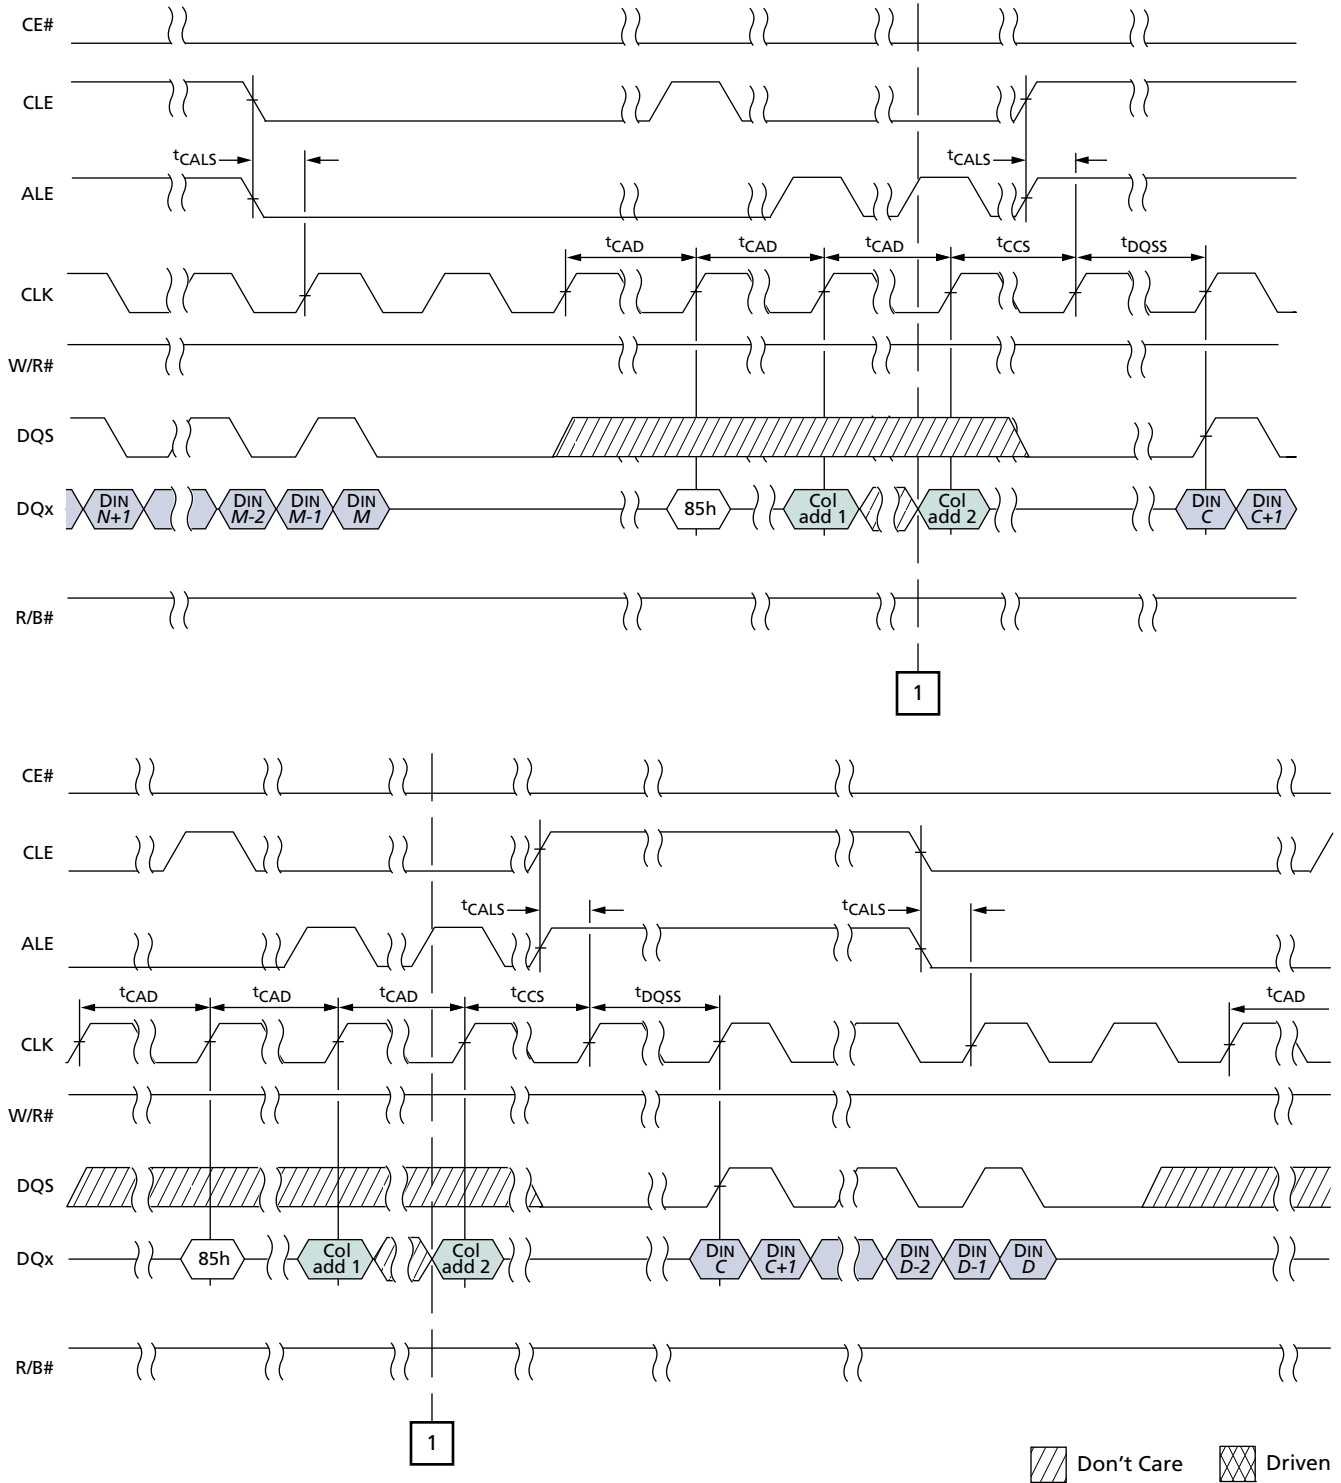 CE#
CLE
tCALS
tCALS
ALE
tCAD
tCAD
tCAD
tCCS
tDQSS
CLK
W/R#
DQS
DQx
DIN N+1
DIN M-2
DIN M-1
DIN M
85h
Col add 1
Col add 2
DIN C
DIN C+1
R/B#
1
CE#
CLE
tCALS
tCALS
ALE
tCAD
tCAD
tCAD
tCCS
tDQSS
tCAD
CLK
W/R#
DQS
DQx
85h
Col add 1
Col add 2
DIN C
DIN C+1
DIN D-2
DIN D-1
DIN D
R/B#
1
Don't Care
Driven